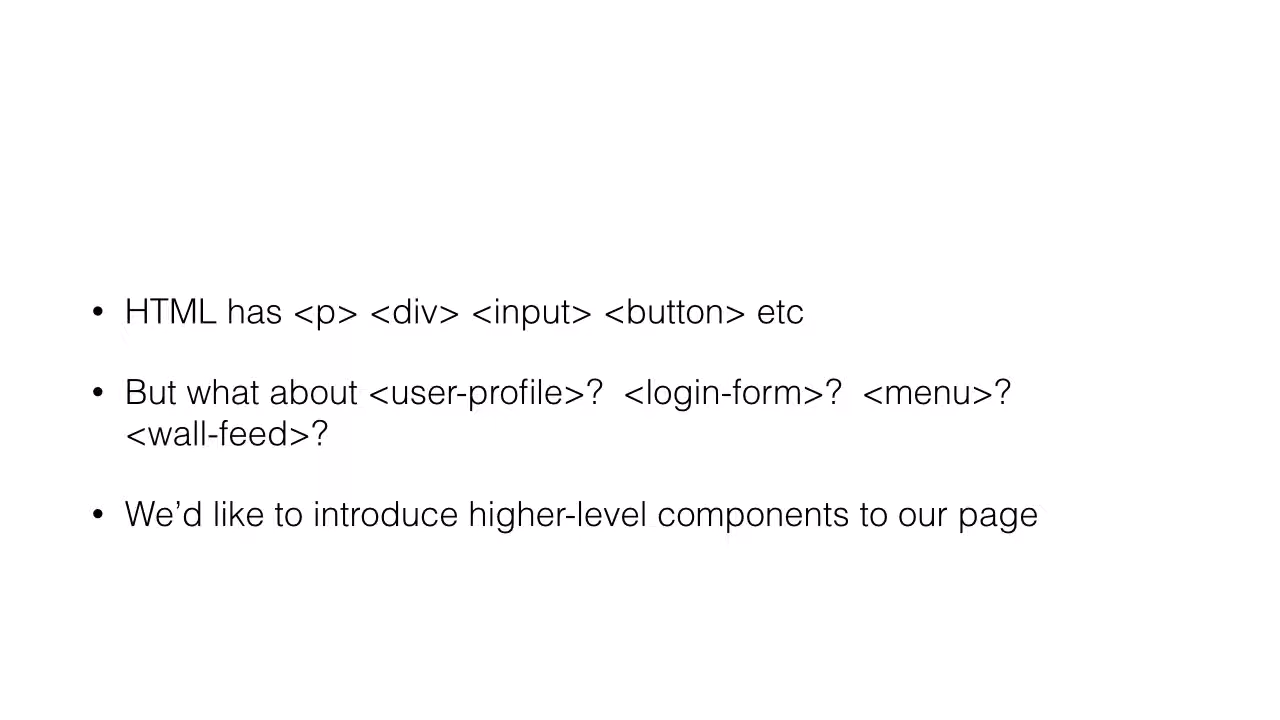 • HTML has <p> <div> <input> <button> etc
• But what about <user-profile>?  <login-form>?  <menu>?
<wall-feed>?
• We’d like to introduce higher-level components to our page